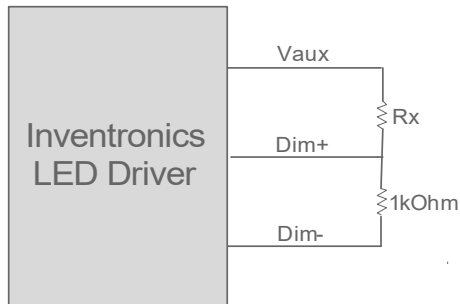 Vaux
Rx
Inventronics
LED Driver
Dim+
1kOhm
Dim-